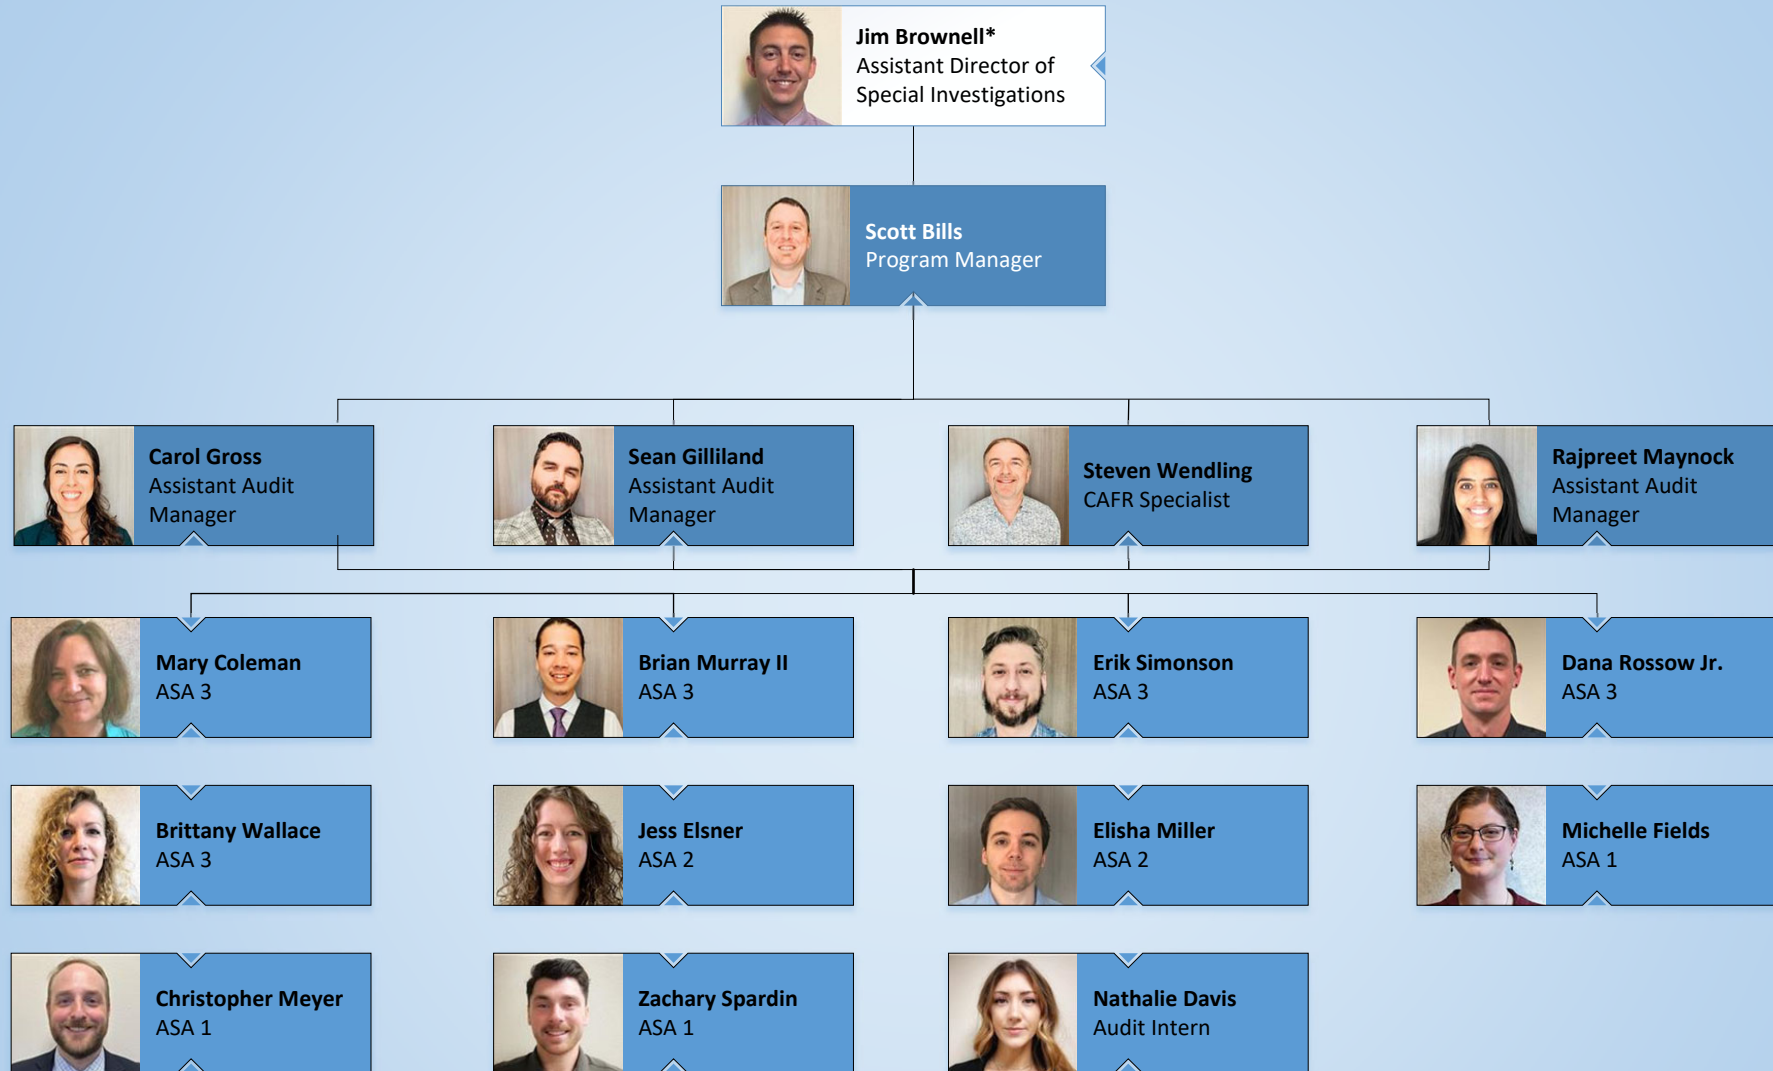 Jim Brownell*
Assistant Director of
Special Investigations
Scott Bills
Program Manager
Carol Gross
Assistant Audit
Manager
Sean Gilliland
Assistant Audit
Manager
Steven Wendling
CAFR Specialist
Rajpreet Maynock
Assistant Audit
Manager
Mary Coleman
ASA 3
Brian Murray II
ASA 3
Erik Simonson
ASA 3
Dana Rossow Jr.
ASA 3
Brittany Wallace
ASA 3
Jess Elsner
ASA 2
Elisha Miller
ASA 2
Michelle Fields
ASA 1
Christopher Meyer
ASA 1
Zachary Spardin
ASA 1
Nathalie Davis
Audit Intern